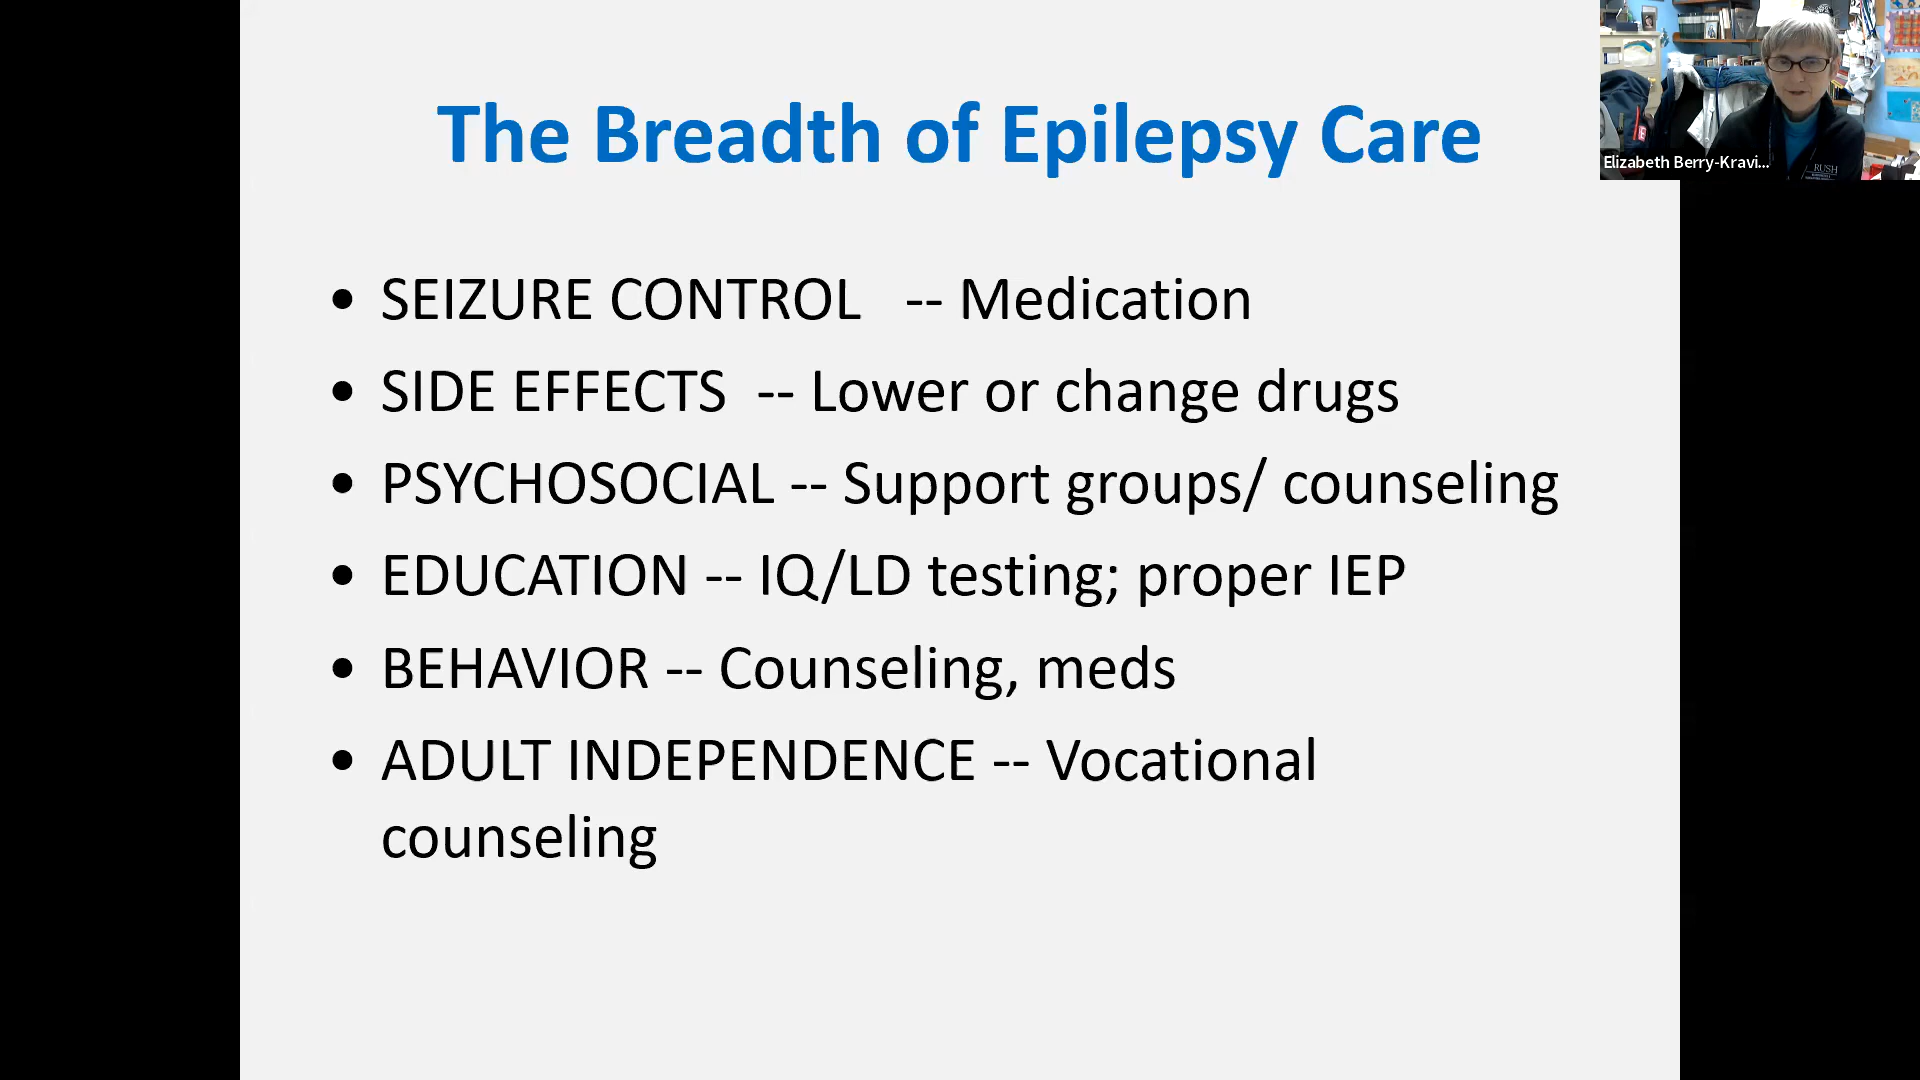 The Breadth of Epilepsy Care
Elizabeth Berry-Kravi...
RUSH
• SEIZURE CONTROL -- Medication
• SIDE EFFECTS -- Lower or change drugs
• PSYCHOSOCIAL -- Support groups/ counseling
• EDUCATION -- IQ/LD testing; proper IEP
• BEHAVIOR -- Counseling, meds
• ADULT INDEPENDENCE -- Vocational
counseling